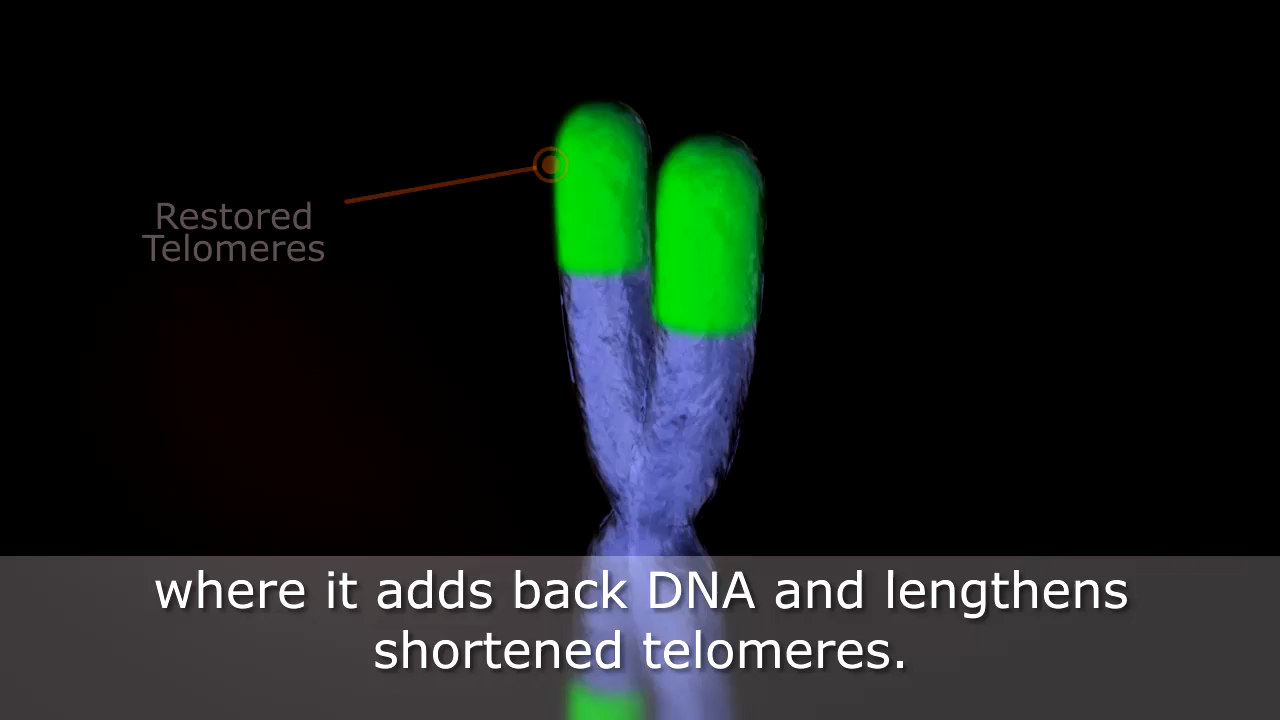 Restored
Telomeres
where it adds back DNA and lengthens
shortened telomeres.